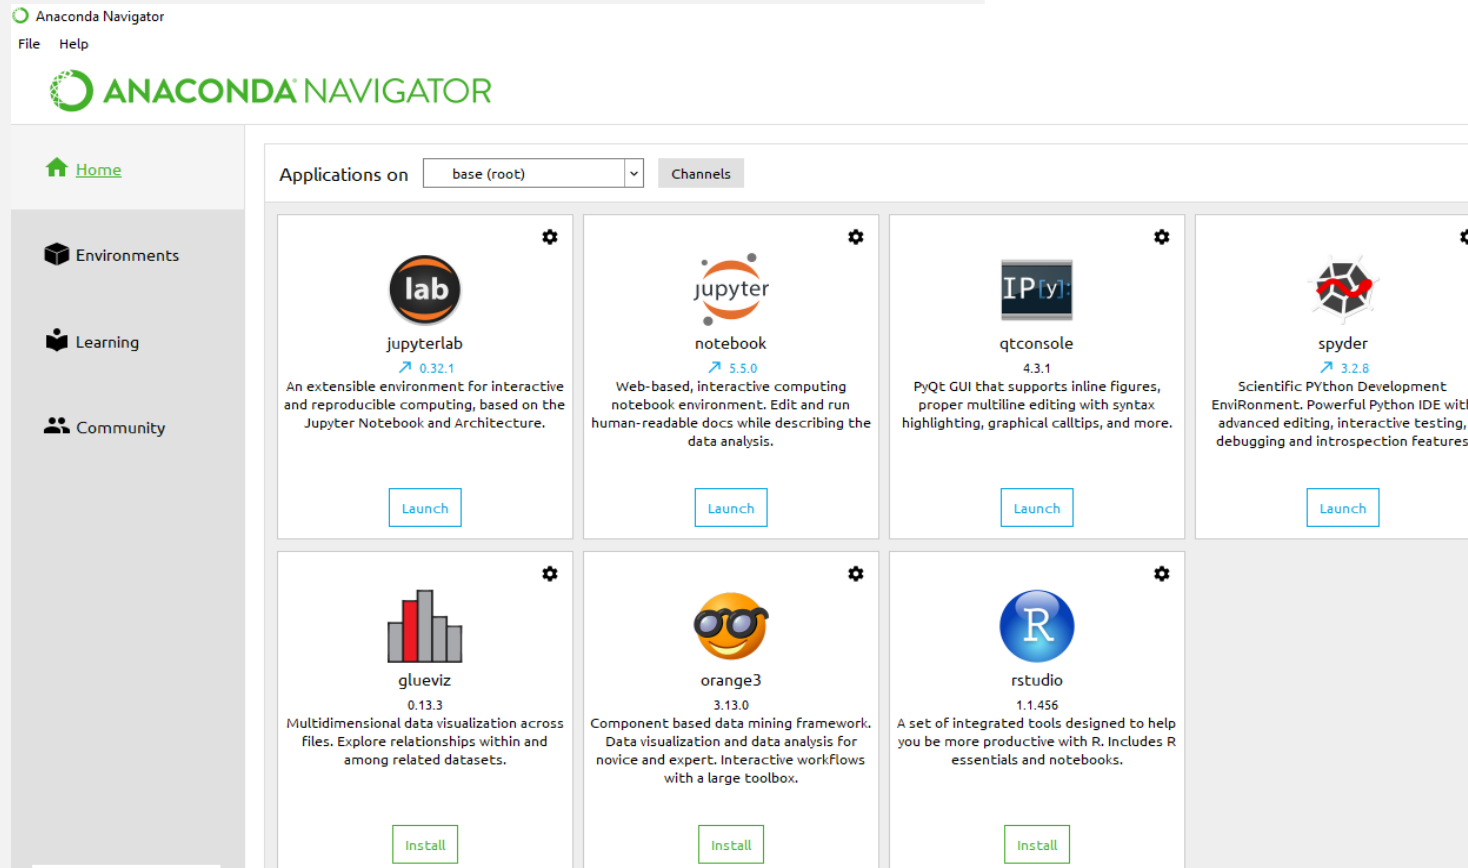 Anaconda Navigator
File Help
ANACONDA NAVIGATOR
Home
Environments
Learning
Community
Applications on base (root) Channels
lab
jupyterlab
0.32.1
An extensible environment for interactive
and reproducible computing, based on the
Jupyter Notebook and Architecture.
Launch
jupyter
notebook
5.5.0
Web-based, interactive computing
notebook environment. Edit and run
human-readable docs while describing the
data analysis.
Launch
IP[y]:
qtconsole
4.3.1
PyQt GUI that supports inline figures,
proper multiline editing with syntax
highlighting, graphical calltips, and more.
Launch
spyder
3.2.8
Scientific PYthon Development
EnviRonment. Powerful Python IDE with
advanced editing, interactive testing,
debugging and introspection features
Launch
glueviz
0.13.3
Multidimensional data visualization across
files. Explore relationships within and
among related datasets.
Install
orange3
3.13.0
Component based data mining framework.
Data visualization and data analysis for
novice and expert. Interactive workflows
with a large toolbox.
Install
R
rstudio
1.1.456
A set of integrated tools designed to help
you be more productive with R. Includes R
essentials and notebooks.
Install